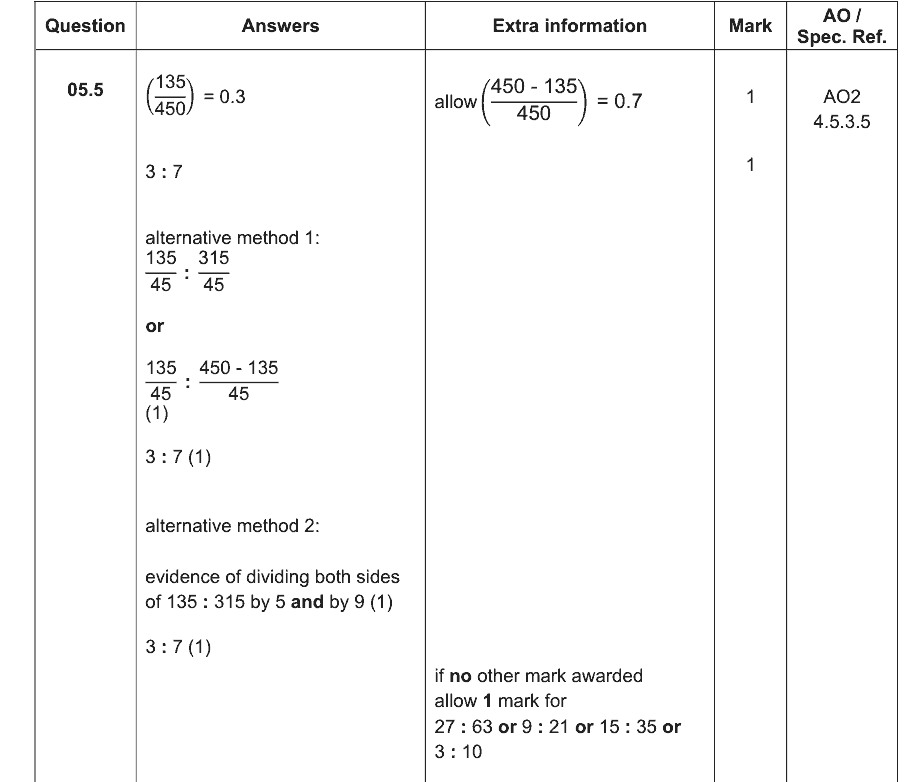 Question Answers Extra information Mark AO / Spec. Ref.
05.5
(135/450) = 0.3
allow ((450 - 135)/450) = 0.7
1
AO2
4.5.3.5
3 : 7
1
alternative method 1:
135/45 : 315/45
or
135/45 : (450 - 135)/45
(1)
3 : 7 (1)
alternative method 2:
evidence of dividing both sides
of 135 : 315 by 5 and by 9 (1)
3 : 7 (1)
if no other mark awarded
allow 1 mark for
27 : 63 or 9 : 21 or 15 : 35 or
3 : 10